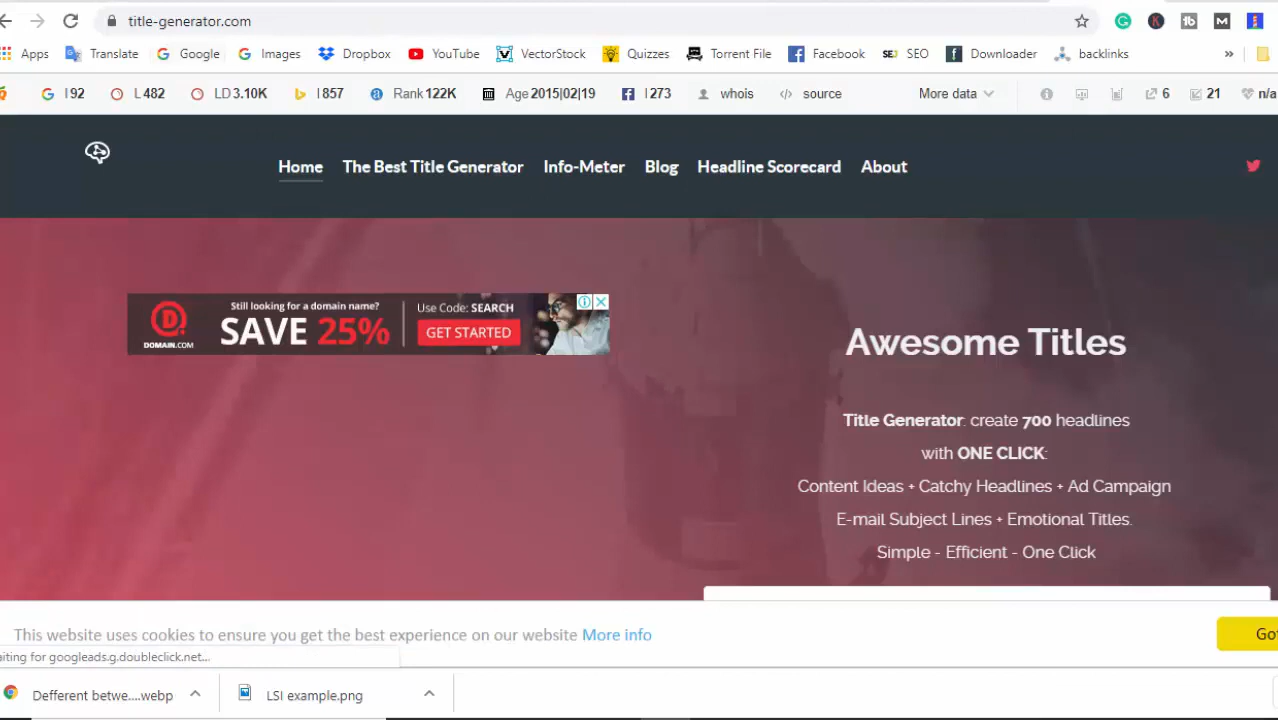 title-generator.com
Apps Translate Google Images Dropbox YouTube VectorStock Quizzes Torrent File Facebook SEJ SEO Downloader backlinks »
I 92 L 482 LD 3.10K I 857 Rank 122K Age 2015|02|19 I 273 whois </> source More data 6 21 n/a
Home The Best Title Generator Info-Meter Blog Headline Scorecard About
Still looking for a domain name?
SAVE 25%
DOMAIN.COM
Use Code: SEARCH
GET STARTED
Awesome Titles
Title Generator: create 700 headlines
with ONE CLICK:
Content Ideas + Catchy Headlines + Ad Campaign
E-mail Subject Lines + Emotional Titles.
Simple - Efficient - One Click
This website uses cookies to ensure you get the best experience on our website More info
Go
aiting for googleads.g.doubleclick.net...
Defferent betwe....webp LSI example.png